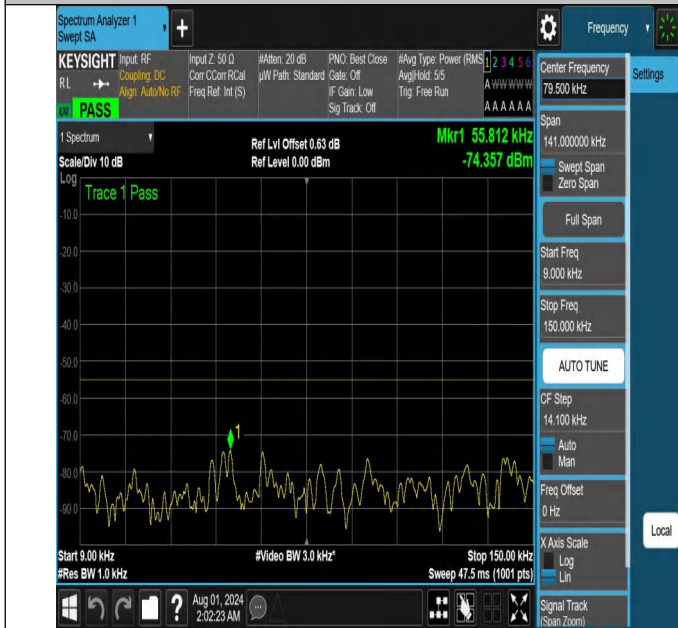 Spectrum Analyzer 1
Swept SA
+
Frequency
KEYSIGHT
RL
LXI
PASS
Input: RF
Coupling: DC
Align: Auto/No RF
Input Z: 50 Ω
Corr CCorr RCal
Freq Ref: Int (S)
#Atten: 20 dB
µW Path: Standard
PNO: Best Close
Gate: Off
IF Gain: Low
Sig Track: Off
#Avg Type: Power (RMS
Avg|Hold: 5/5
Trig: Free Run
1 2 3 4 5 6
A W W W W W
A A A A A A
Center Frequency
79.500 kHz
Settings
Span
141.000000 kHz
Swept Span
Zero Span
Full Span
Start Freq
9.000 kHz
Stop Freq
150.000 kHz
AUTO TUNE
CF Step
14.100 kHz
Auto
Man
Freq Offset
0 Hz
X Axis Scale
Log
Lin
Signal Track
(Span Zoom)
Local
1 Spectrum
Scale/Div 10 dB
Ref Lvl Offset 0.63 dB
Ref Level 0.00 dBm
Mkr1 55.812 kHz
-74.357 dBm
Log
Trace 1 Pass
-10.0
-20.0
-30.0
-40.0
-50.0
-60.0
-70.0
-80.0
-90.0
1
Start 9.00 kHz
#Video BW 3.0 kHz*
Stop 150.00 kHz
#Res BW 1.0 kHz
Sweep 47.5 ms (1001 pts)
?
Aug 01, 2024
2:02:23 AM